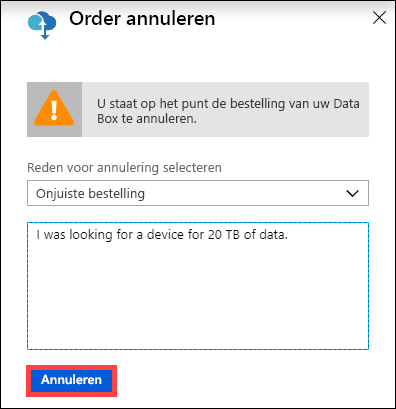 Order annuleren
U staat op het punt de bestelling van uw Data
Box te annuleren.
Reden voor annulering selecteren
Onjuiste bestelling
I was looking for a device for 20 TB of data.
Annuleren